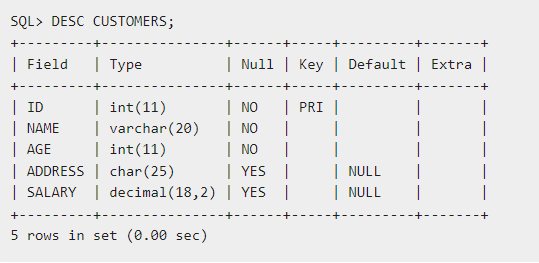 SQL> DESC CUSTOMERS;
+---------+---------------+------+-----+---------+-------+
| Field   | Type          | Null | Key | Default | Extra |
+---------+---------------+------+-----+---------+-------+
| ID      | int(11)       | NO   | PRI |         |       |
| NAME    | varchar(20)   | NO   |     |         |       |
| AGE     | int(11)       | NO   |     |         |       |
| ADDRESS | char(25)      | YES  |     | NULL    |       |
| SALARY  | decimal(18,2) | YES  |     | NULL    |       |
+---------+---------------+------+-----+---------+-------+
5 rows in set (0.00 sec)